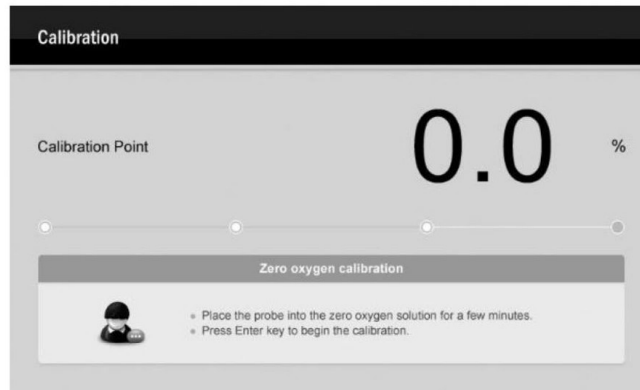 Calibration
Calibration Point
0.0 %
Zero oxygen calibration
Place the probe into the zero oxygen solution for a few minutes.
Press Enter key to begin the calibration.